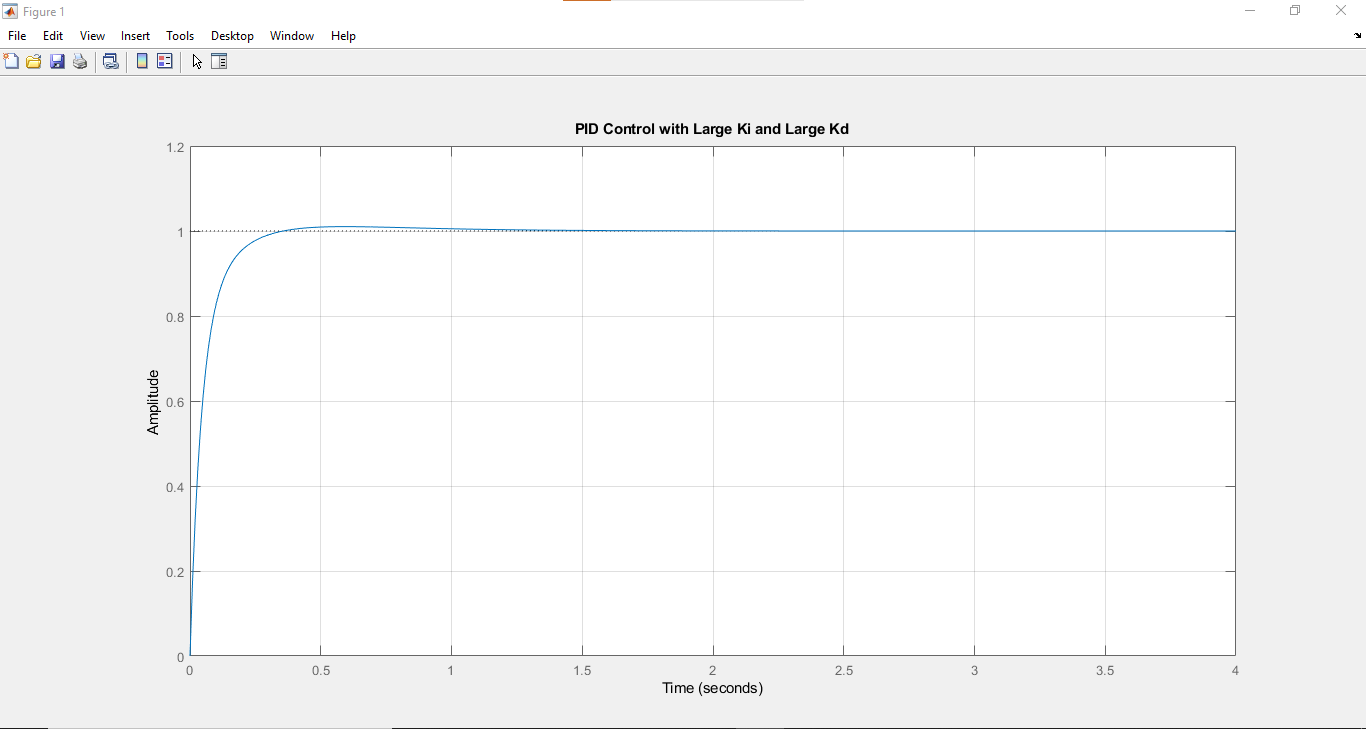 Figure 1
File Edit View Insert Tools Desktop Window Help
PID Control with Large Ki and Large Kd
1.2
1
0.8
0.6
0.4
0.2
0
Amplitude
0 0.5 1 1.5 2 2.5 3 3.5 4
Time (seconds)